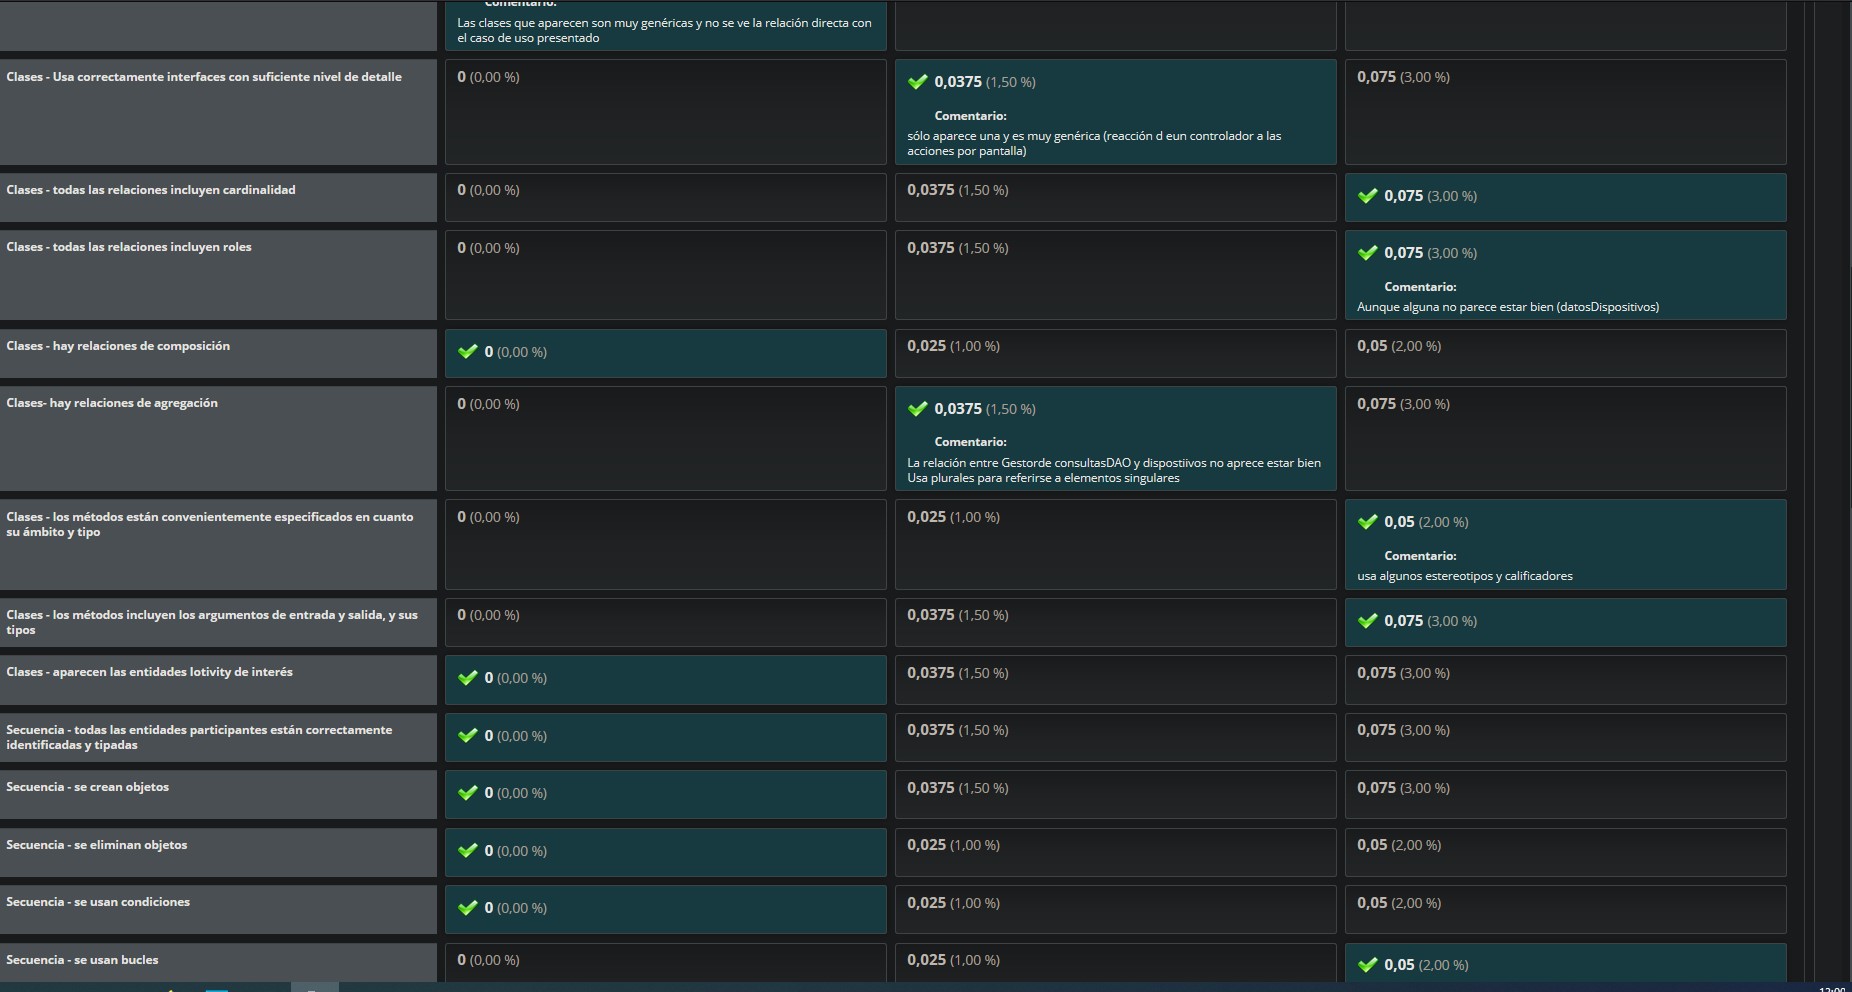 Comentario:
Las clases que aparecen son muy genéricas y no se ve la relación directa con
el caso de uso presentado
Clases - Usa correctamente interfaces con suficiente nivel de detalle
0 (0,00 %)
0,0375 (1,50 %)
Comentario:
sólo aparece una y es muy genérica (reacción d eun controlador a las
acciones por pantalla)
0,075 (3,00 %)
Clases - todas las relaciones incluyen cardinalidad
0 (0,00 %)
0,0375 (1,50 %)
0,075 (3,00 %)
Clases - todas las relaciones incluyen roles
0 (0,00 %)
0,0375 (1,50 %)
0,075 (3,00 %)
Comentario:
Aunque alguna no parece estar bien (datosDispositivos)
Clases - hay relaciones de composición
0 (0,00 %)
0,025 (1,00 %)
0,05 (2,00 %)
Clases- hay relaciones de agregación
0 (0,00 %)
0,0375 (1,50 %)
Comentario:
La relación entre Gestorde consultasDAO y dispostiivos no aprece estar bien
Usa plurales para referirse a elementos singulares
0,075 (3,00 %)
Clases - los métodos están convenientemente especificados en cuanto
su ámbito y tipo
0 (0,00 %)
0,025 (1,00 %)
0,05 (2,00 %)
Comentario:
usa algunos estereotipos y calificadores
Clases - los métodos incluyen los argumentos de entrada y salida, y sus
tipos
0 (0,00 %)
0,0375 (1,50 %)
0,075 (3,00 %)
Clases - aparecen las entidades Iotivity de interés
0 (0,00 %)
0,0375 (1,50 %)
0,075 (3,00 %)
Secuencia - todas las entidades participantes están correctamente
identificadas y tipadas
0 (0,00 %)
0,0375 (1,50 %)
0,075 (3,00 %)
Secuencia - se crean objetos
0 (0,00 %)
0,0375 (1,50 %)
0,075 (3,00 %)
Secuencia - se eliminan objetos
0 (0,00 %)
0,025 (1,00 %)
0,05 (2,00 %)
Secuencia - se usan condiciones
0 (0,00 %)
0,025 (1,00 %)
0,05 (2,00 %)
Secuencia - se usan bucles
0 (0,00 %)
0,025 (1,00 %)
0,05 (2,00 %)